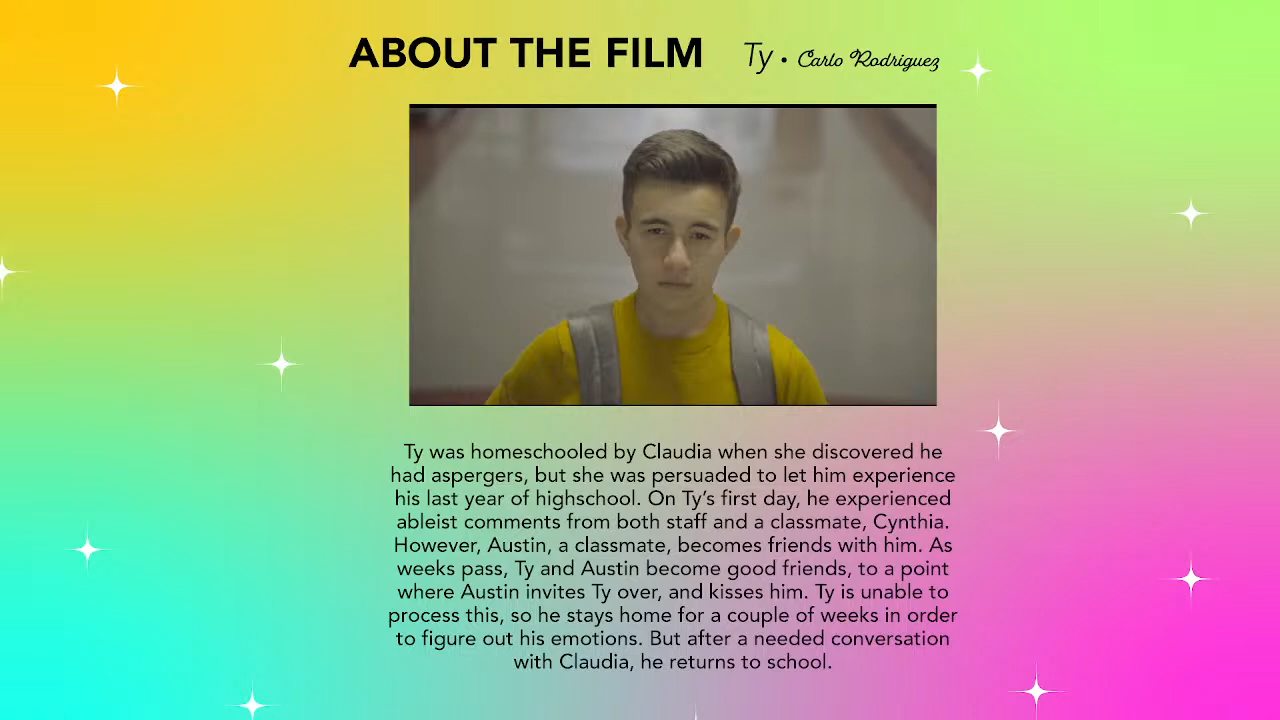 ABOUT THE FILM Ty • Carlo Rodriguez
Ty was homeschooled by Claudia when she discovered he
had aspergers, but she was persuaded to let him experience
his last year of highschool. On Ty’s first day, he experienced
ableist comments from both staff and a classmate, Cynthia.
However, Austin, a classmate, becomes friends with him. As
weeks pass, Ty and Austin become good friends, to a point
where Austin invites Ty over, and kisses him. Ty is unable to
process this, so he stays home for a couple of weeks in order
to figure out his emotions. But after a needed conversation
with Claudia, he returns to school.